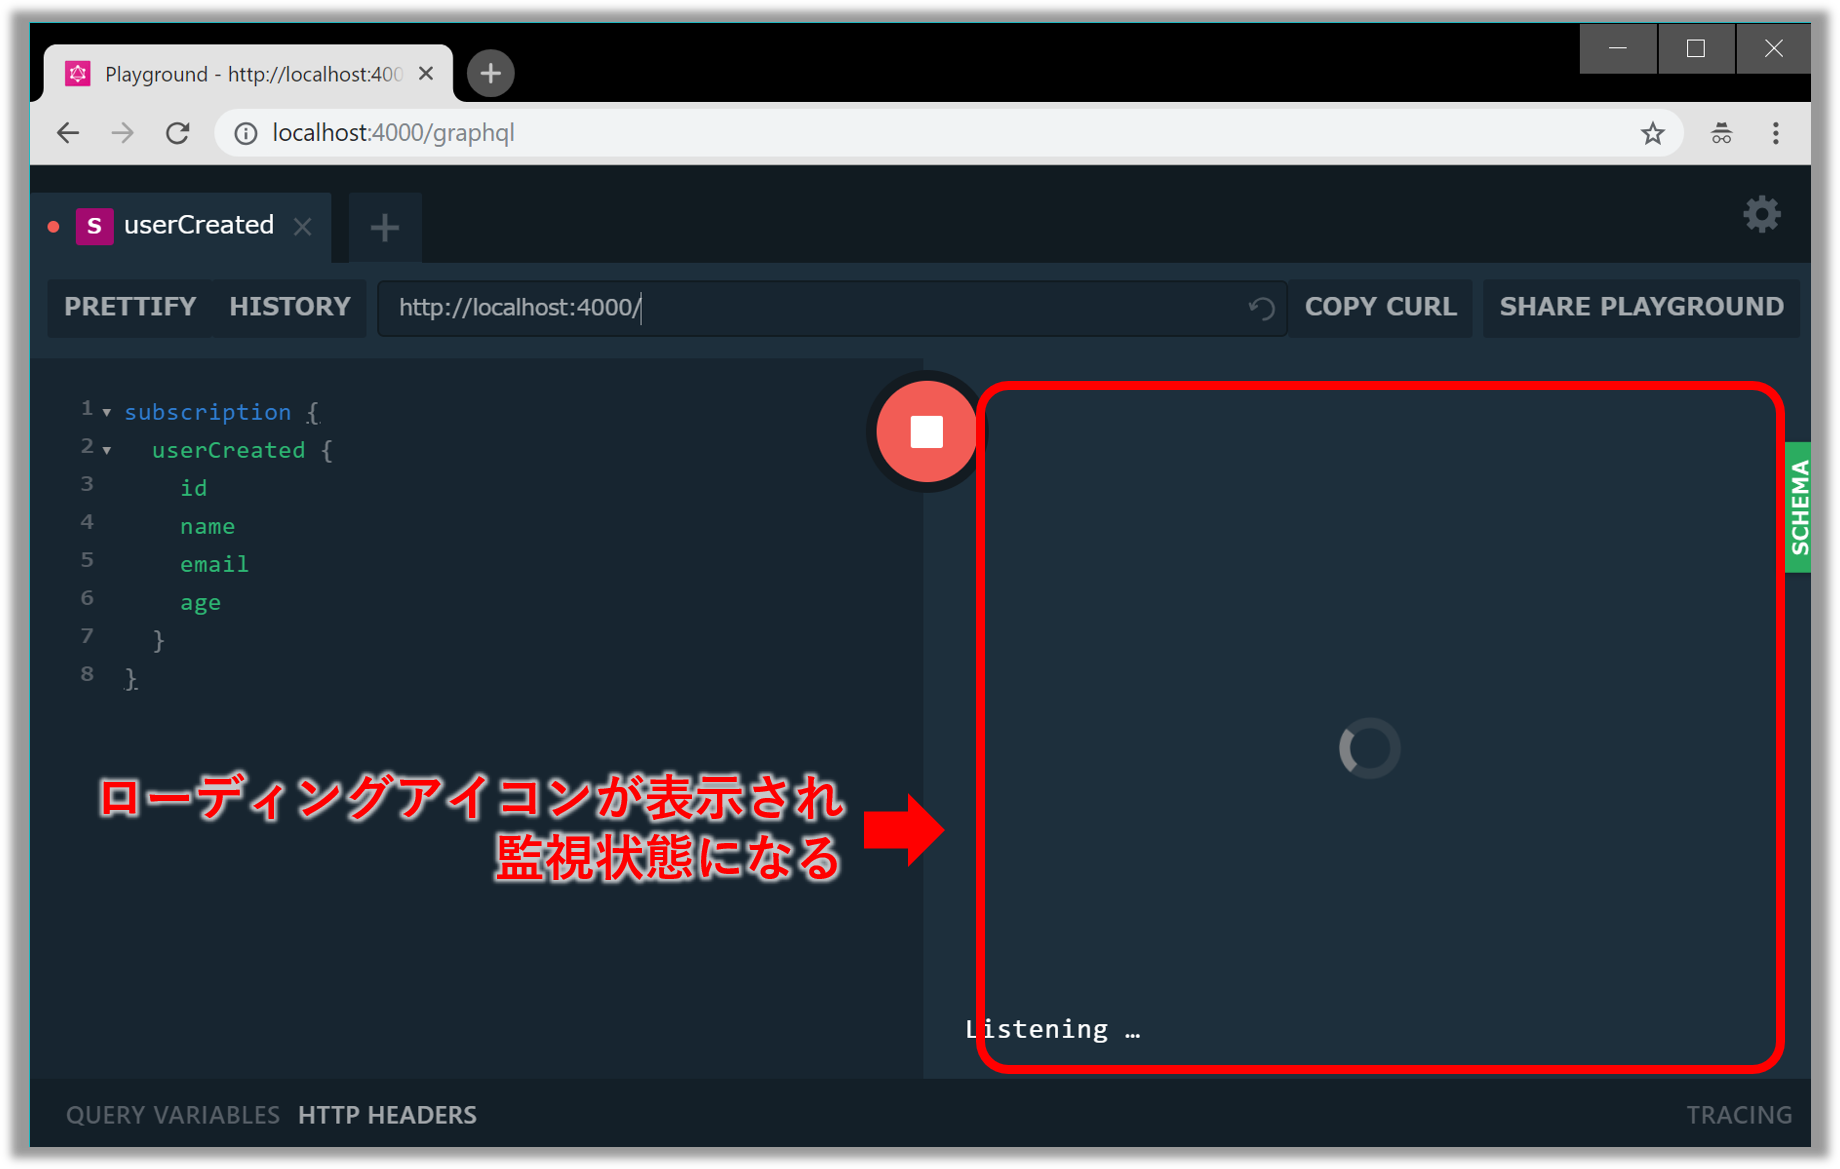 Playground - http://localhost:400
localhost:4000/graphql
S userCreated
PRETTIFY HISTORY http://localhost:4000/ COPY CURL SHARE PLAYGROUND
1 subscription {
2 userCreated {
3 id
4 name
5 email
6 age
7 }
8 }
SCHEMA
ローディングアイコンが表示され
監視状態になる
Listening …
QUERY VARIABLES HTTP HEADERS TRACING